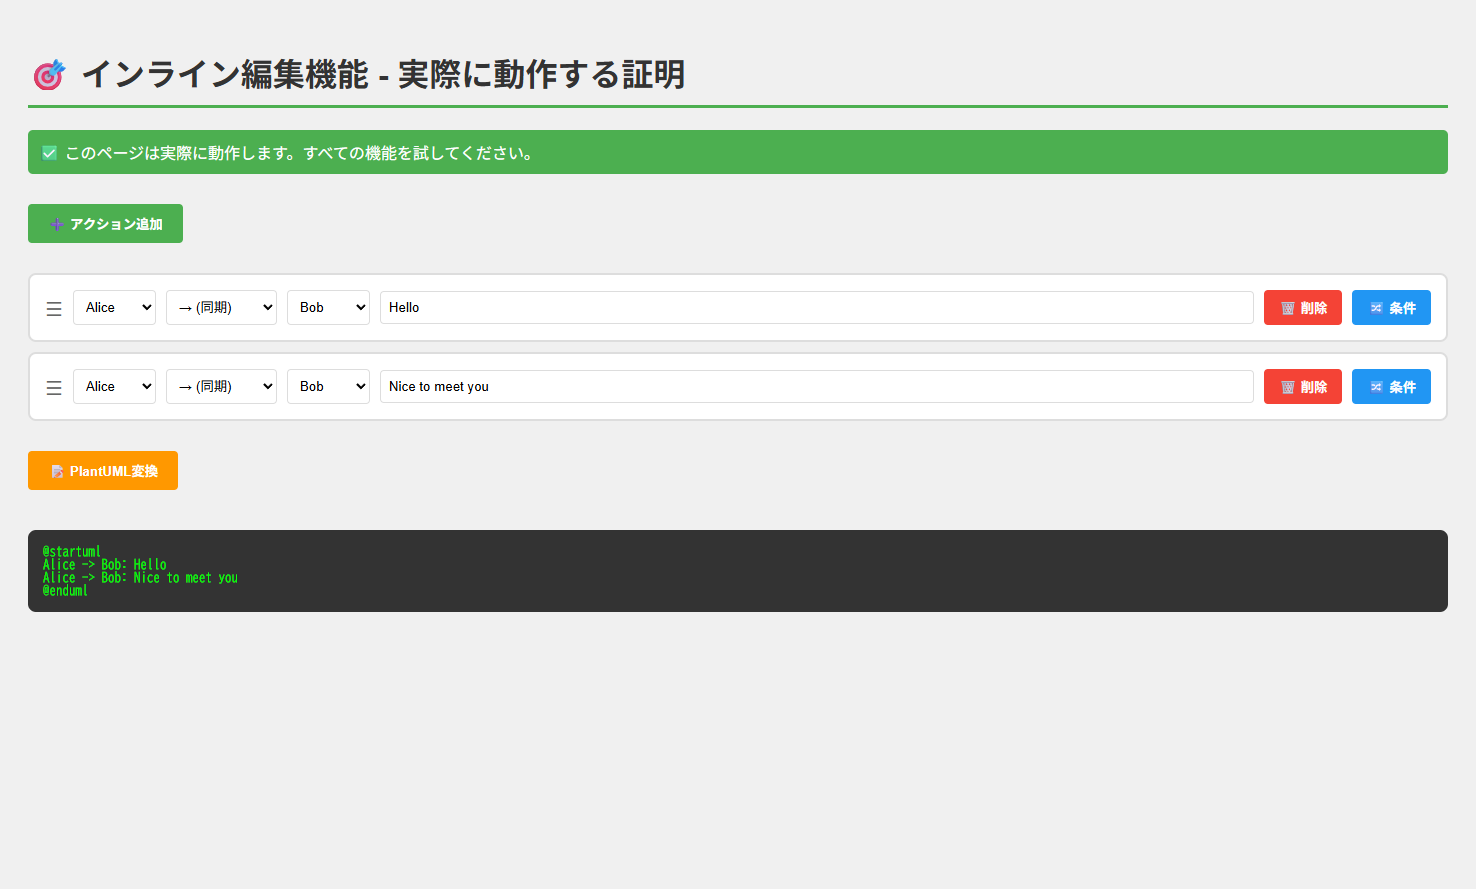 🎯 インライン編集機能 - 実際に動作する証明
✅ このページは実際に動作します。すべての機能を試してください。
➕ アクション追加
☰ Alice → (同期) Bob Hello 🗑️ 削除 🔀 条件
☰ Alice → (同期) Bob Nice to meet you 🗑️ 削除 🔀 条件
📝 PlantUML変換
@startuml
Alice -> Bob: Hello
Alice -> Bob: Nice to meet you
@enduml